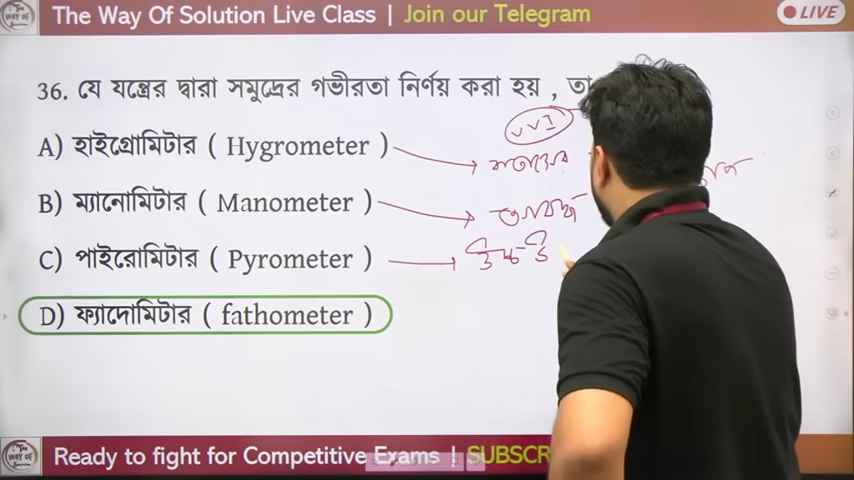 The Way Of Solution Live Class | Join our Telegram
LIVE
36. যে যন্ত্রের দ্বারা সমুদ্রের গভীরতা নির্ণয় করা হয় , তা
VVI
A) হাইগ্রোমিটার ( Hygrometer )
B) ম্যানোমিটার ( Manometer )
C) পাইরোমিটার ( Pyrometer )
D) ফ্যাদোমিটার ( fathometer )
Ready to fight for Competitive Exams | SUBSCR